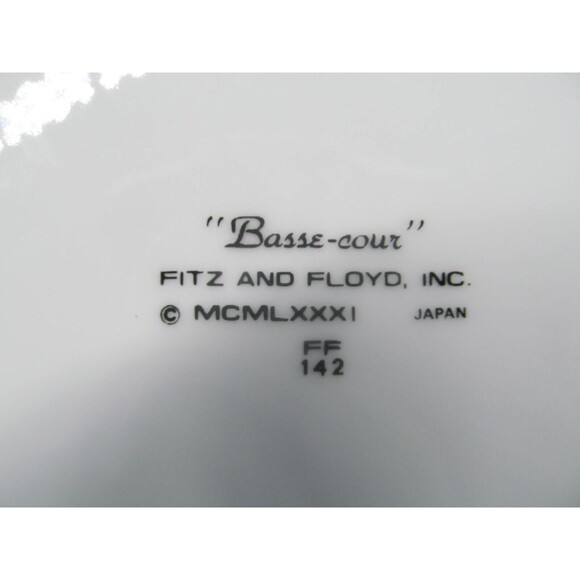 "Basse-cour"
FITZ AND FLOYD, INC.
© MCMLXXXI JAPAN
FF
142